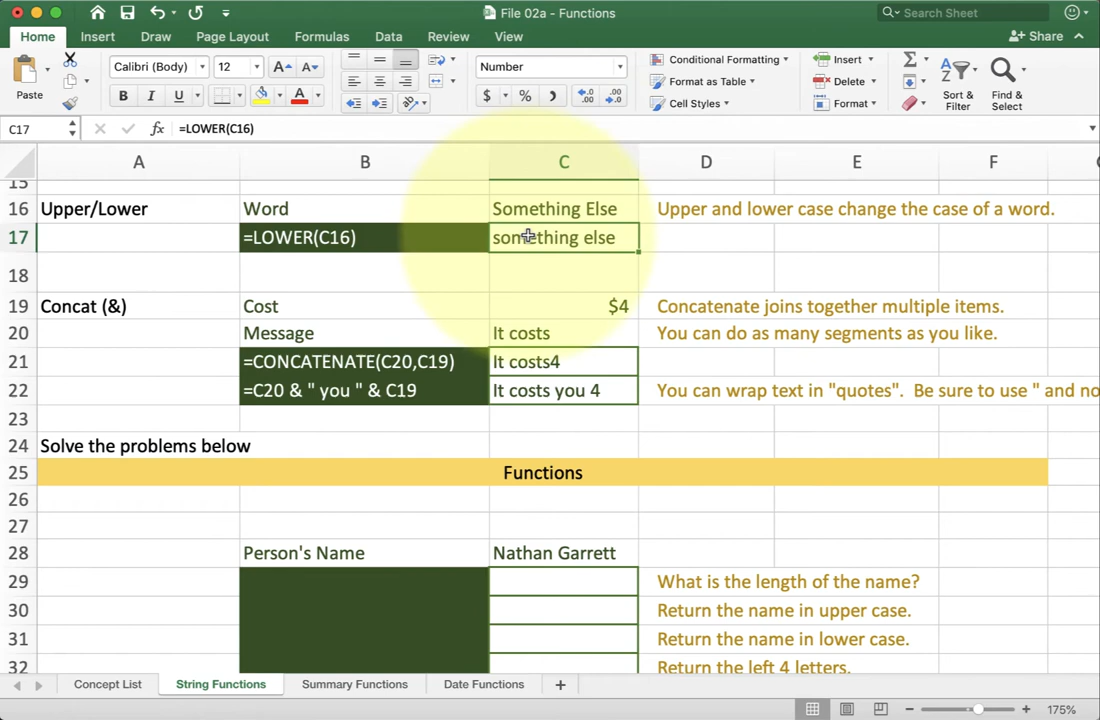 File 02a - Functions
Search Sheet
Home Insert Draw Page Layout Formulas Data Review View Share
Paste Calibri (Body) 12 A A Number Conditional Formatting Insert Σ
Format as Table Delete
B I U A $ % Cell Styles Format Sort & Filter Find & Select
C17 fx =LOWER(C16)
A B C D E F
15
16 Upper/Lower Word Something Else Upper and lower case change the case of a word.
17 =LOWER(C16) something else
18
19 Concat (&) Cost $4 Concatenate joins together multiple items.
20 Message It costs You can do as many segments as you like.
21 =CONCATENATE(C20,C19) It costs4
22 =C20 & " you " & C19 It costs you 4 You can wrap text in "quotes". Be sure to use " and no
23
24 Solve the problems below
25 Functions
26
27
28 Person's Name Nathan Garrett
29 What is the length of the name?
30 Return the name in upper case.
31 Return the name in lower case.
32 Return the left 4 letters.
Concept List String Functions Summary Functions Date Functions +
175%